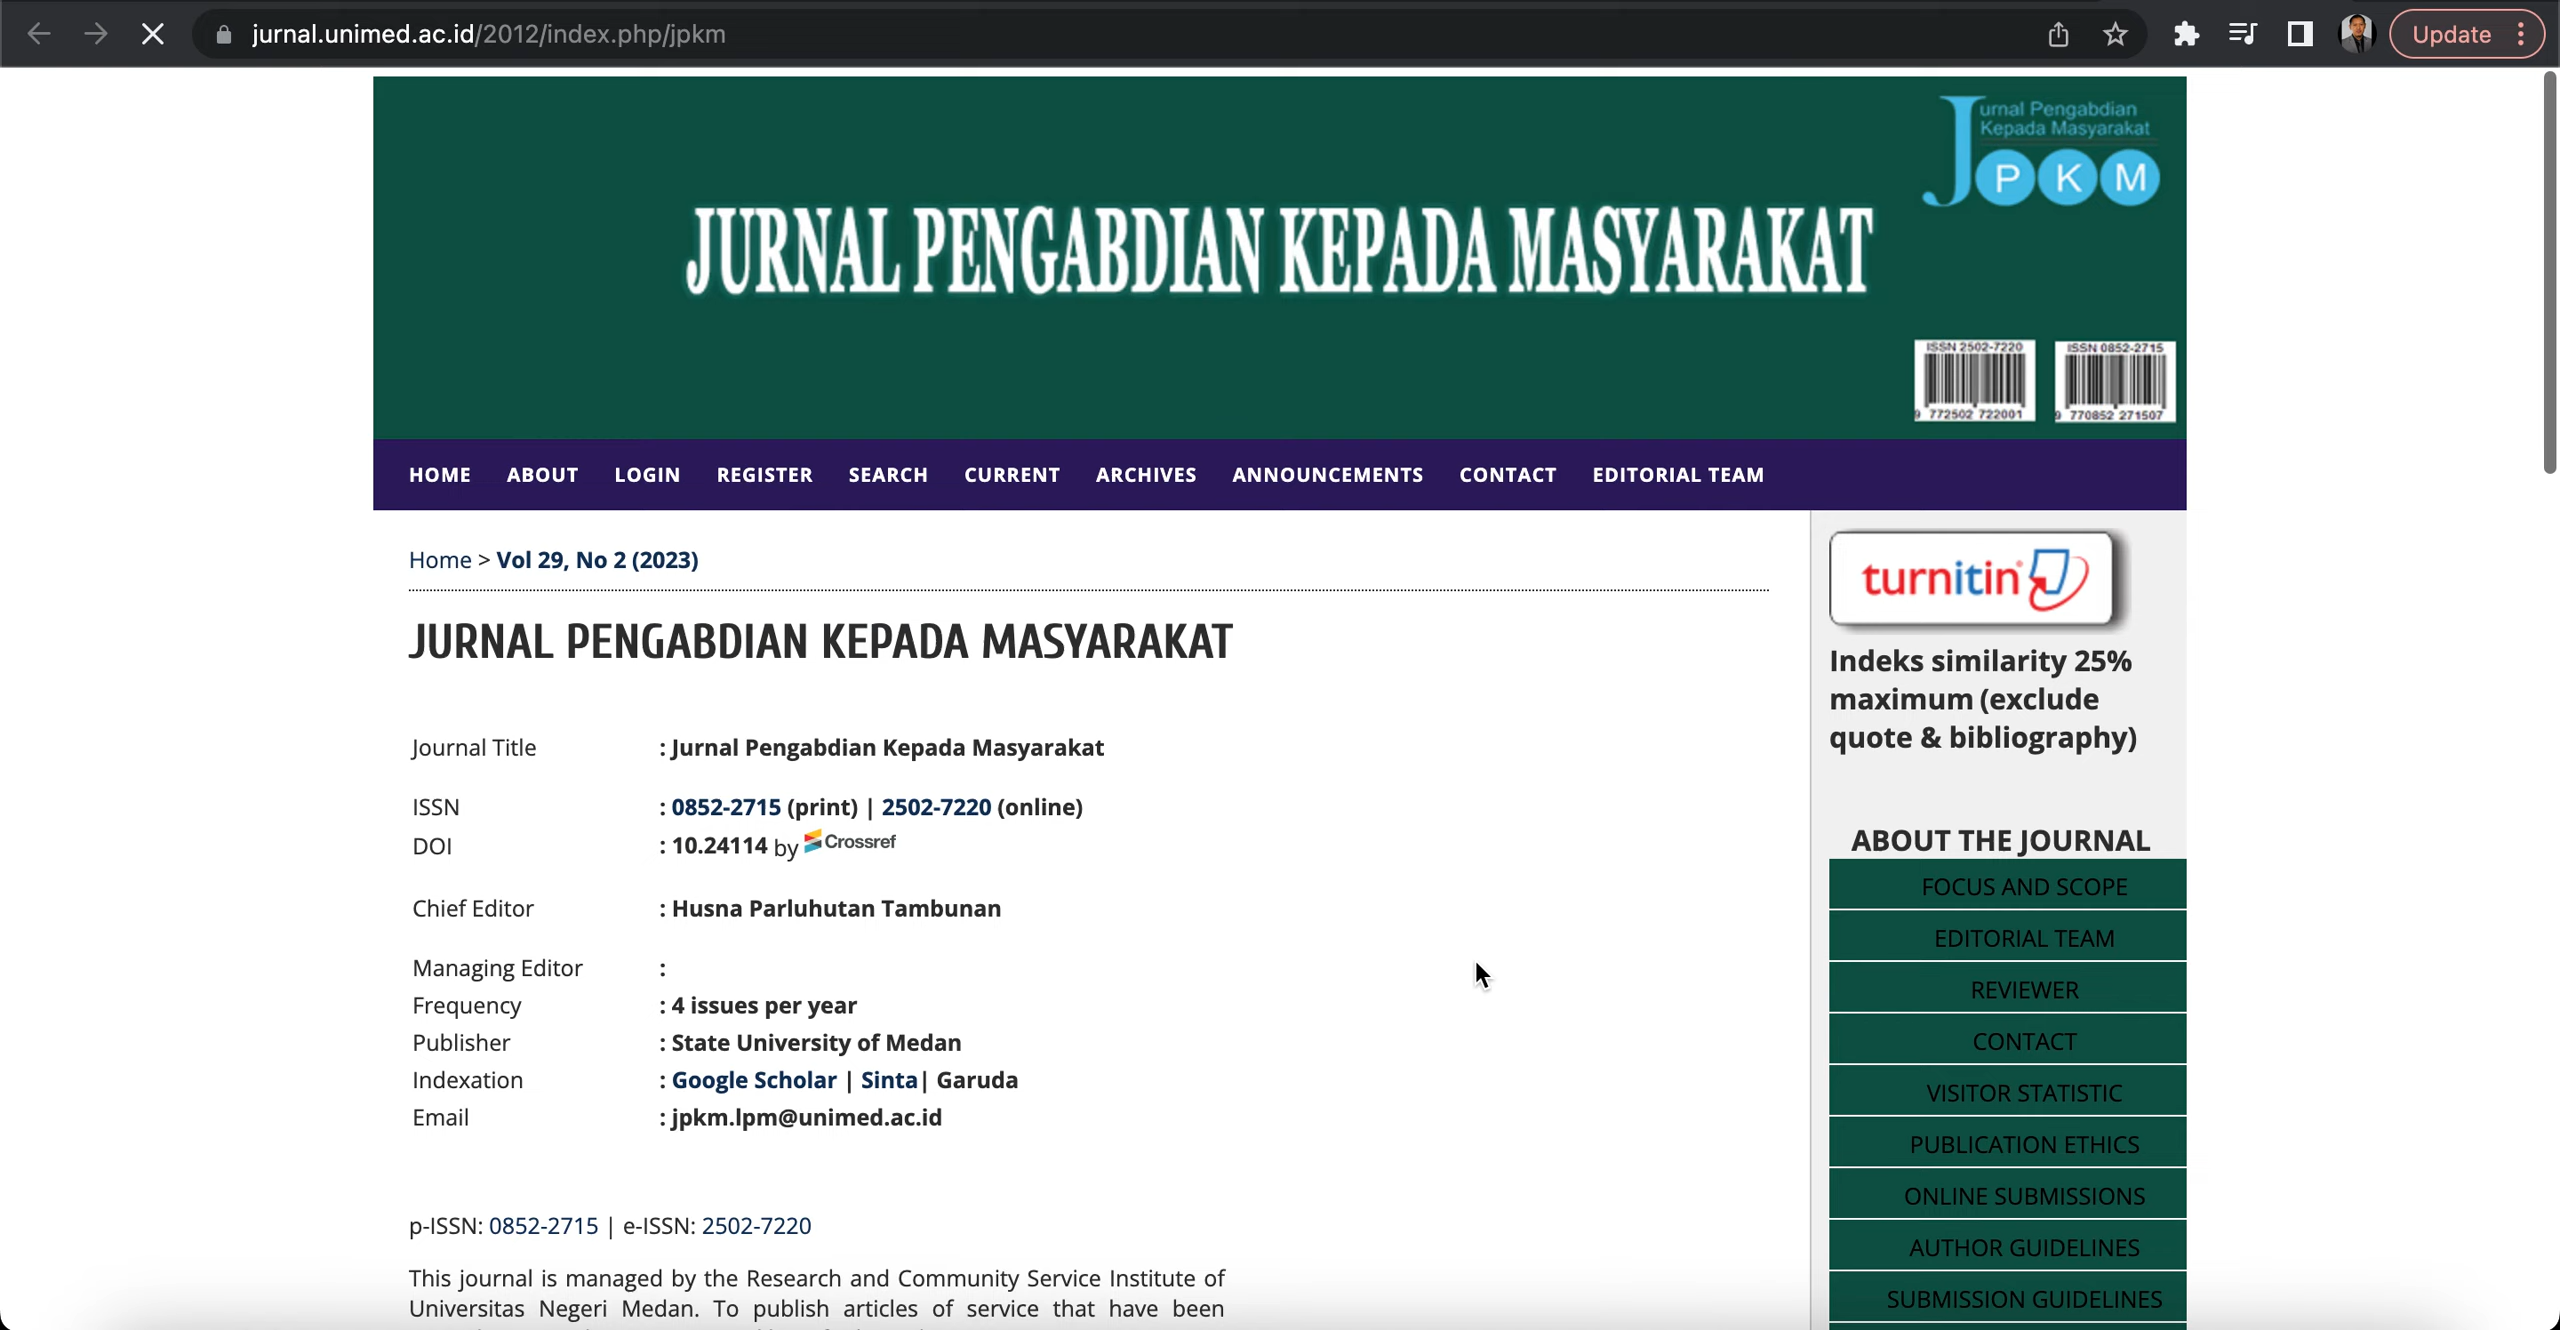 jurnal.unimed.ac.id/2012/index.php/jpkm
Update
Jurnal Pengabdian
Kepada Masyarakat
P K M
JURNAL PENGABDIAN KEPADA MASYARAKAT
ISSN 2502-7220
9 772502 722001
ISSN 0852-2715
9 770852 271507
HOME ABOUT LOGIN REGISTER SEARCH CURRENT ARCHIVES ANNOUNCEMENTS CONTACT EDITORIAL TEAM
Home > Vol 29, No 2 (2023)
JURNAL PENGABDIAN KEPADA MASYARAKAT
Journal Title : Jurnal Pengabdian Kepada Masyarakat
ISSN : 0852-2715 (print) | 2502-7220 (online)
DOI : 10.24114 by Crossref
Chief Editor : Husna Parluhutan Tambunan
Managing Editor :
Frequency : 4 issues per year
Publisher : State University of Medan
Indexation : Google Scholar | Sinta| Garuda
Email : jpkm.lpm@unimed.ac.id
p-ISSN: 0852-2715 | e-ISSN: 2502-7220
This journal is managed by the Research and Community Service Institute of
Universitas Negeri Medan. To publish articles of service that have been
turnitin
Indeks similarity 25%
maximum (exclude
quote & bibliography)
ABOUT THE JOURNAL
FOCUS AND SCOPE
EDITORIAL TEAM
REVIEWER
CONTACT
VISITOR STATISTIC
PUBLICATION ETHICS
ONLINE SUBMISSIONS
AUTHOR GUIDELINES
SUBMISSION GUIDELINES